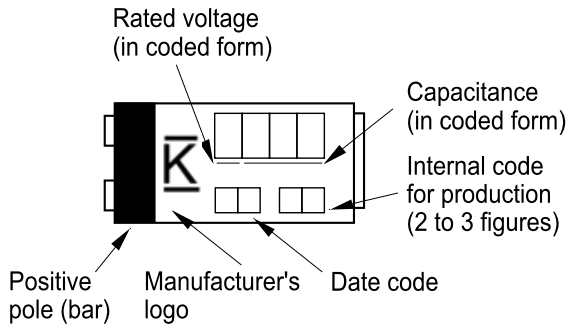 Rated voltage
(in coded form)
Capacitance
(in coded form)
K
Internal code
for production
(2 to 3 figures)
Positive
pole (bar)
Manufacturer's
logo
Date code